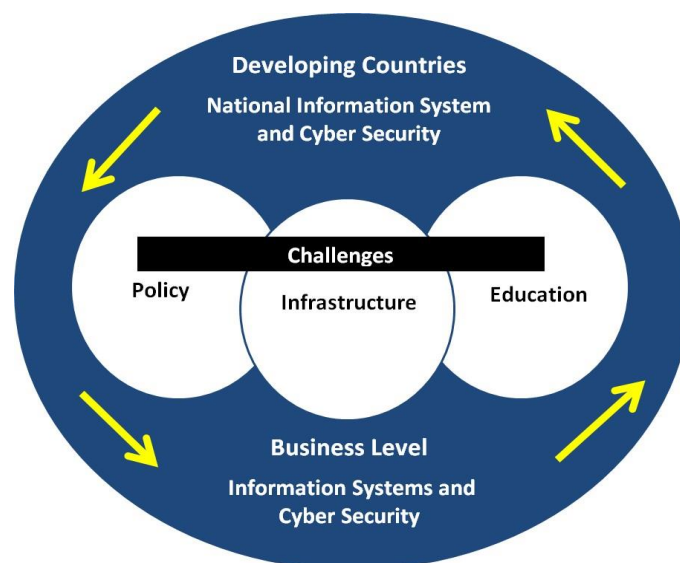 Developing Countries
National Information System
and Cyber Security
Challenges
Policy
Infrastructure
Education
Business Level
Information Systems and
Cyber Security